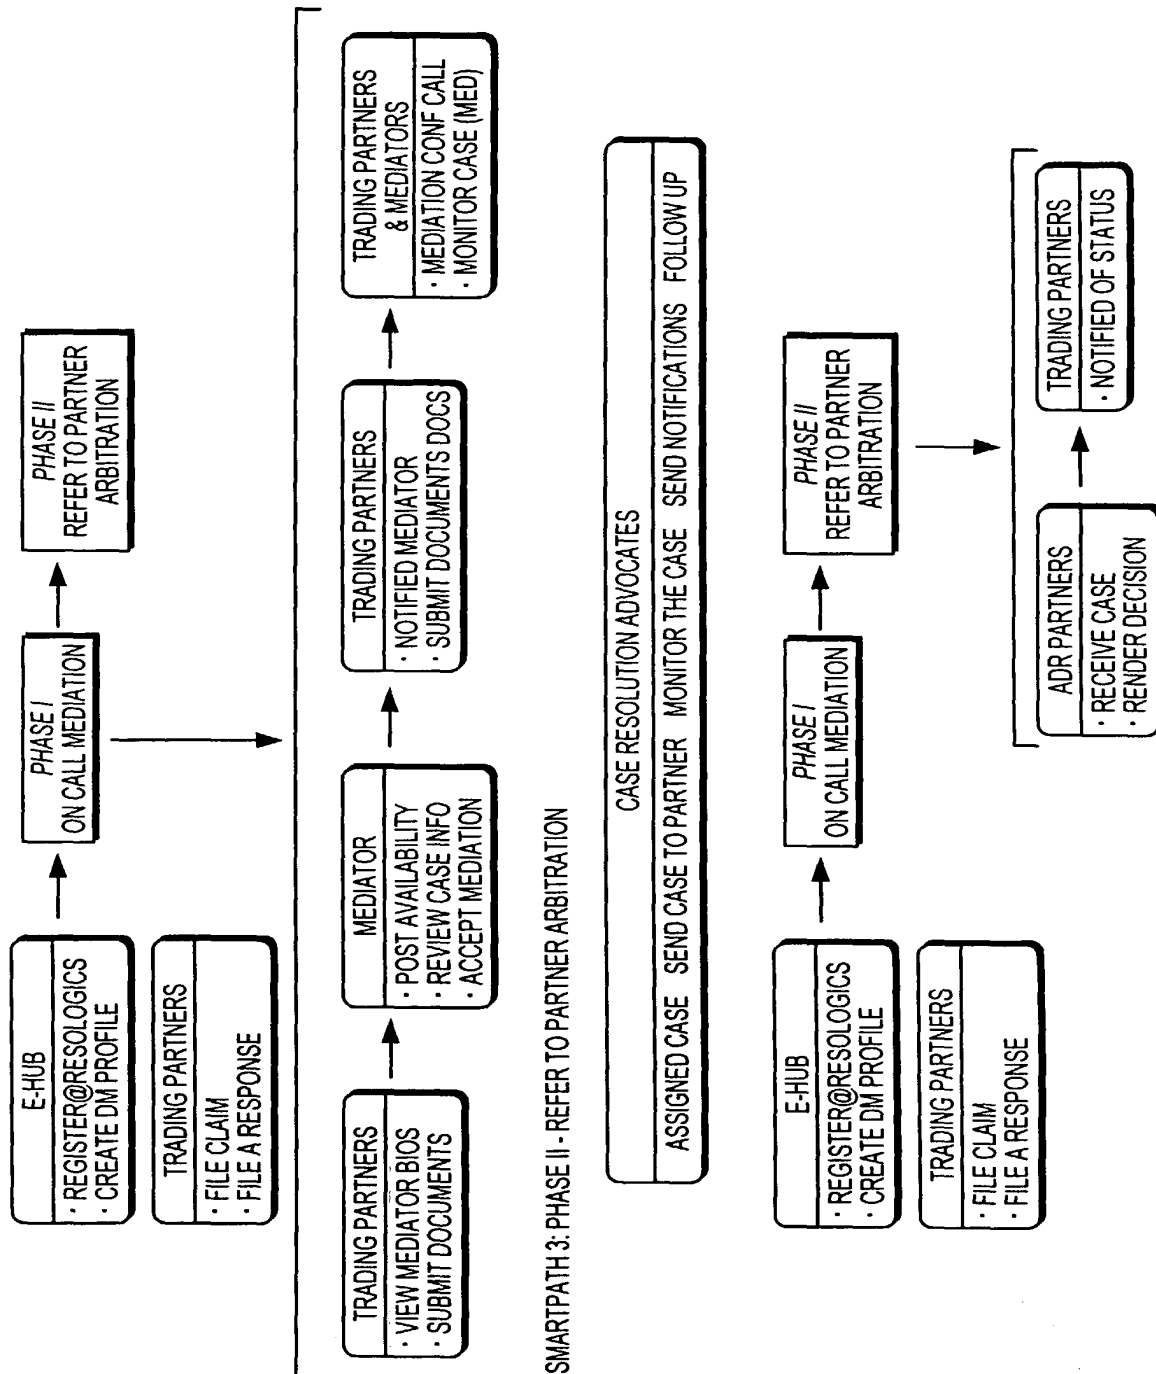 E-HUB
· REGISTER@RESOLOGICS
· CREATE DM PROFILE
TRADING PARTNERS
· FILE CLAIM
· FILE A RESPONSE
PHASE I
ON CALL MEDIATION
PHASE II
REFER TO PARTNER
ARBITRATION
TRADING PARTNERS
· VIEW MEDIATOR BIOS
· SUBMIT DOCUMENTS
MEDIATOR
· POST AVAILABILITY
· REVIEW CASE INFO
· ACCEPT MEDIATION
TRADING PARTNERS
· NOTIFIED MEDIATOR
· SUBMIT DOCUMENTS DOCS
TRADING PARTNERS
& MEDIATORS
· MEDIATION CONF CALL
· MONITOR CASE (MED)
SMARTPATH 3: PHASE II - REFER TO PARTNER ARBITRATION
CASE RESOLUTION ADVOCATES
ASSIGNED CASE SEND CASE TO PARTNER MONITOR THE CASE SEND NOTIFICATIONS FOLLOW UP
E-HUB
· REGISTER@RESOLOGICS
· CREATE DM PROFILE
TRADING PARTNERS
· FILE CLAIM
· FILE A RESPONSE
PHASE I
ON CALL MEDIATION
PHASE II
REFER TO PARTNER
ARBITRATION
ADR PARTNERS
· RECEIVE CASE
· RENDER DECISION
TRADING PARTNERS
· NOTIFIED OF STATUS